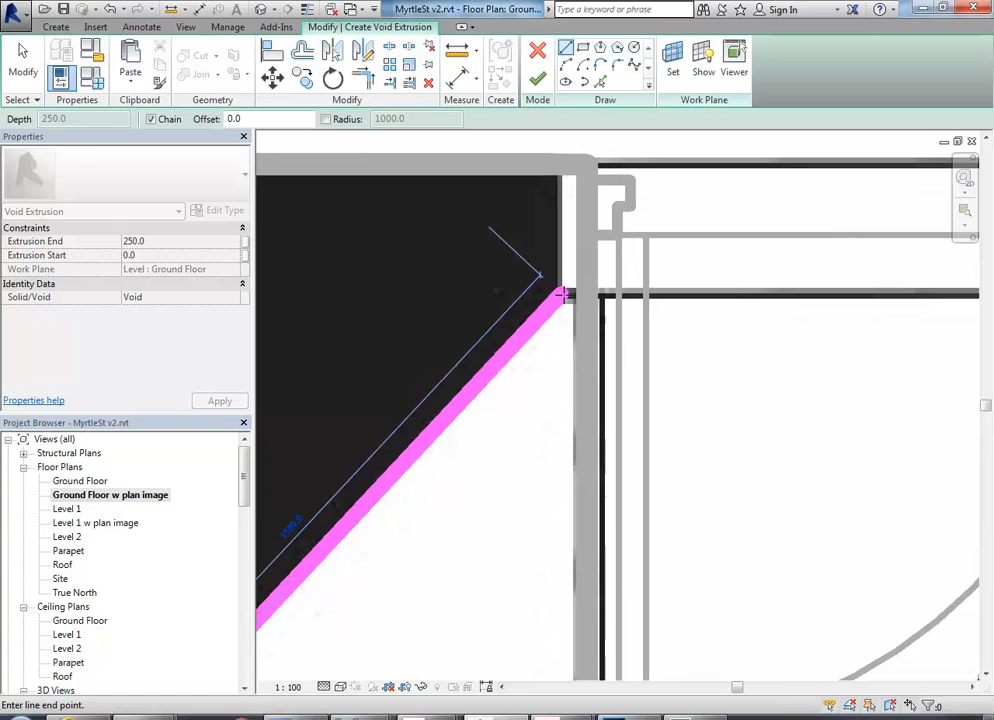 MyrtleSt v2.rvt - Floor Plan: Groun...
Type a keyword or phrase
Sign In
Create Insert Annotate View Manage Add-Ins Modify | Create Void Extrusion
Modify
Paste
Cut
Join
Set Show Viewer
Select Properties Clipboard Geometry Modify Measure Create Mode Draw Work Plane
Depth 250.0 Chain Offset: 0.0 Radius: 1000.0
Properties
Void Extrusion Edit Type
Constraints
Extrusion End 250.0
Extrusion Start 0.0
Work Plane Level : Ground Floor
Identity Data
Solid/Void Void
Properties help Apply
Project Browser - MyrtleSt v2.rvt
Views (all)
Structural Plans
Floor Plans
Ground Floor
Ground Floor w plan image
Level 1
Level 1 w plan image
Level 2
Parapet
Roof
Site
True North
Ceiling Plans
Ground Floor
Level 1
Level 2
Parapet
Roof
3D Views
2D
1 : 100
Enter line end point.
:0